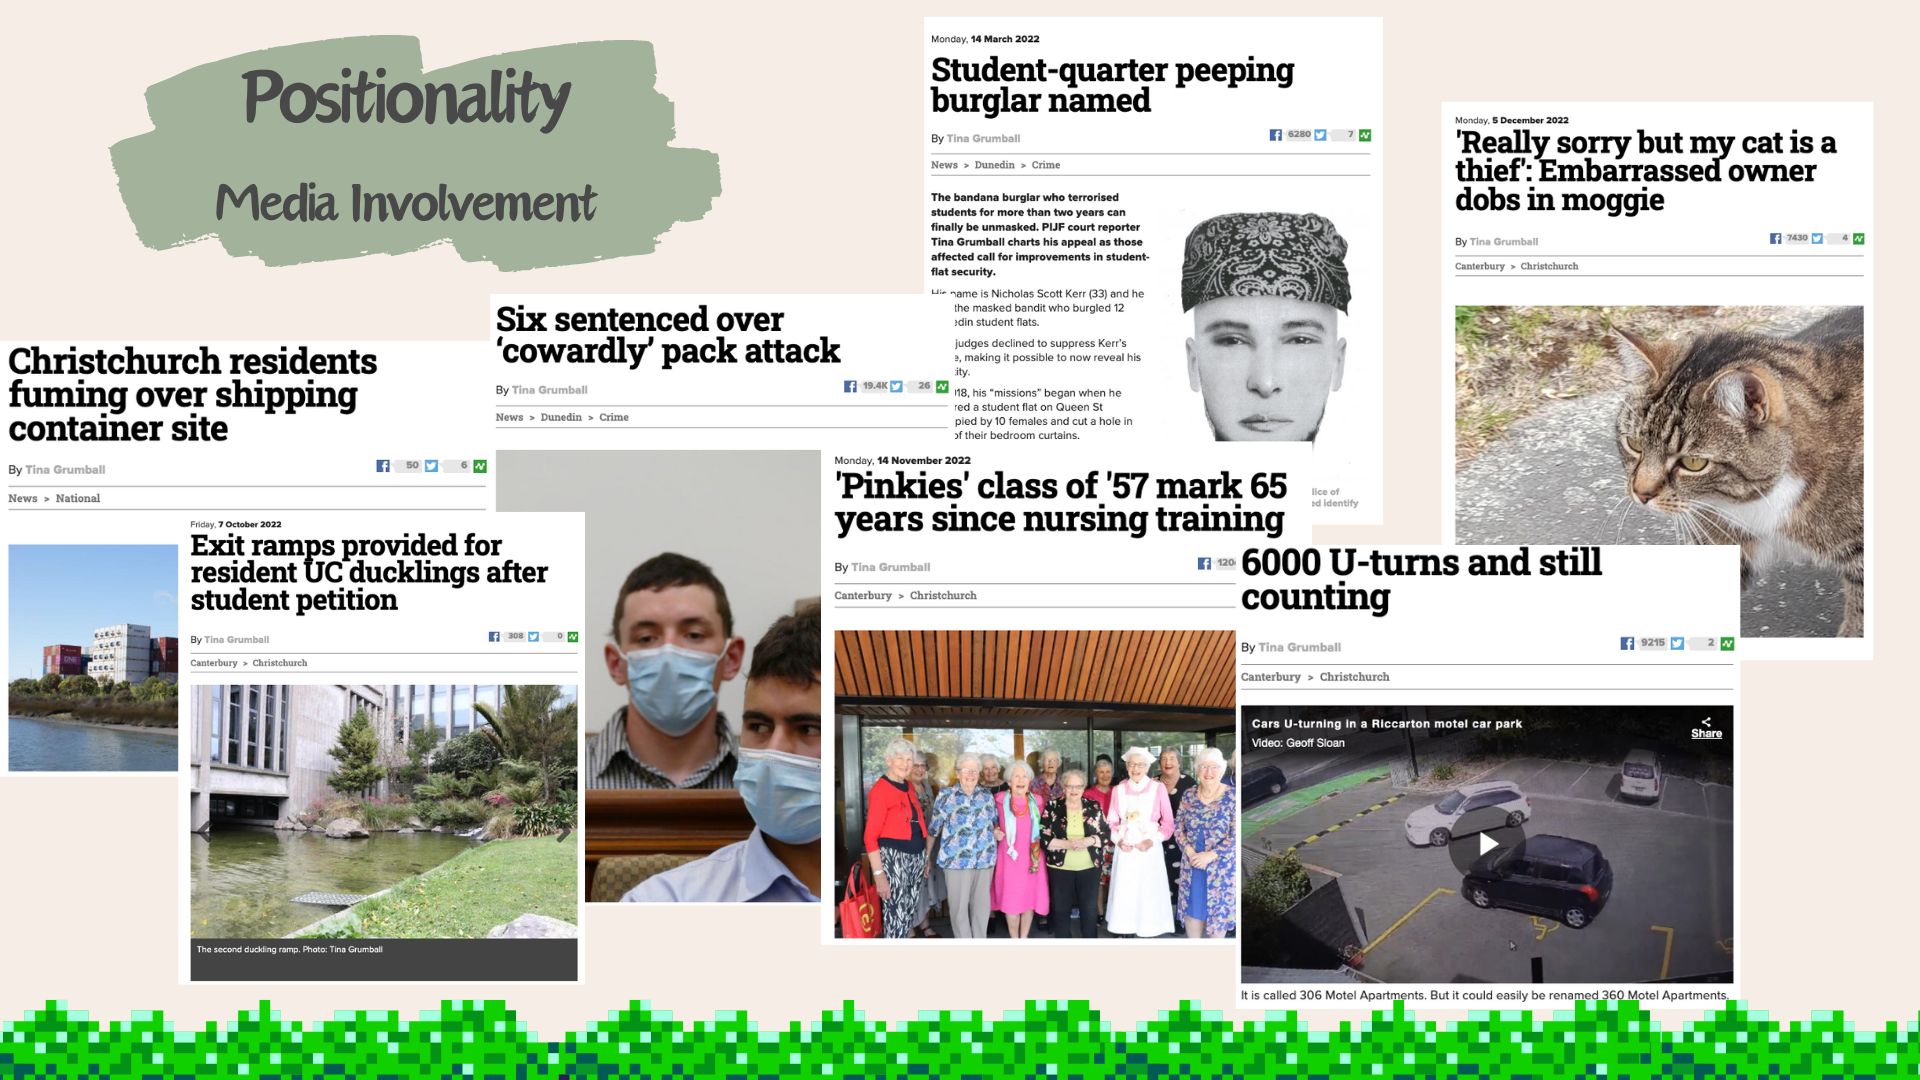 Positionality
Media Involvement
Monday, 14 March 2022
Student-quarter peeping
burglar named
By Tina Grumball
6280 7
News > Dunedin > Crime
The bandana burglar who terrorised
students for more than two years can
finally be unmasked. PIJF court reporter
Tina Grumball charts his appeal as those
affected call for improvements in student-
flat security.
name is Nicholas Scott Kerr (33) and he
the masked bandit who burgled 12
edin student flats.
judges declined to suppress Kerr's
e, making it possible to now reveal his
ity.
18, his “missions” began when he
red a student flat on Queen St
pied by 10 females and cut a hole in
of their bedroom curtains.
lice of
ed identify
Monday, 5 December 2022
'Really sorry but my cat is a
thief': Embarrassed owner
dobs in moggie
By Tina Grumball
7430 4
Canterbury > Christchurch
Six sentenced over
‘cowardly’ pack attack
By Tina Grumball
19.4K 26
News > Dunedin > Crime
Christchurch residents
fuming over shipping
container site
By Tina Grumball
50 6
News > National
Friday, 7 October 2022
Exit ramps provided for
resident UC ducklings after
student petition
By Tina Grumball
308 0
Canterbury > Christchurch
The second duckling ramp. Photo: Tina Grumball
Monday, 14 November 2022
'Pinkies' class of '57 mark 65
years since nursing training
By Tina Grumball
120
Canterbury > Christchurch
6000 U-turns and still
counting
By Tina Grumball
9215 2
Canterbury > Christchurch
Cars U-turning in a Riccarton motel car park
Video: Geoff Sloan
Share
It is called 306 Motel Apartments. But it could easily be renamed 360 Motel Apartments.